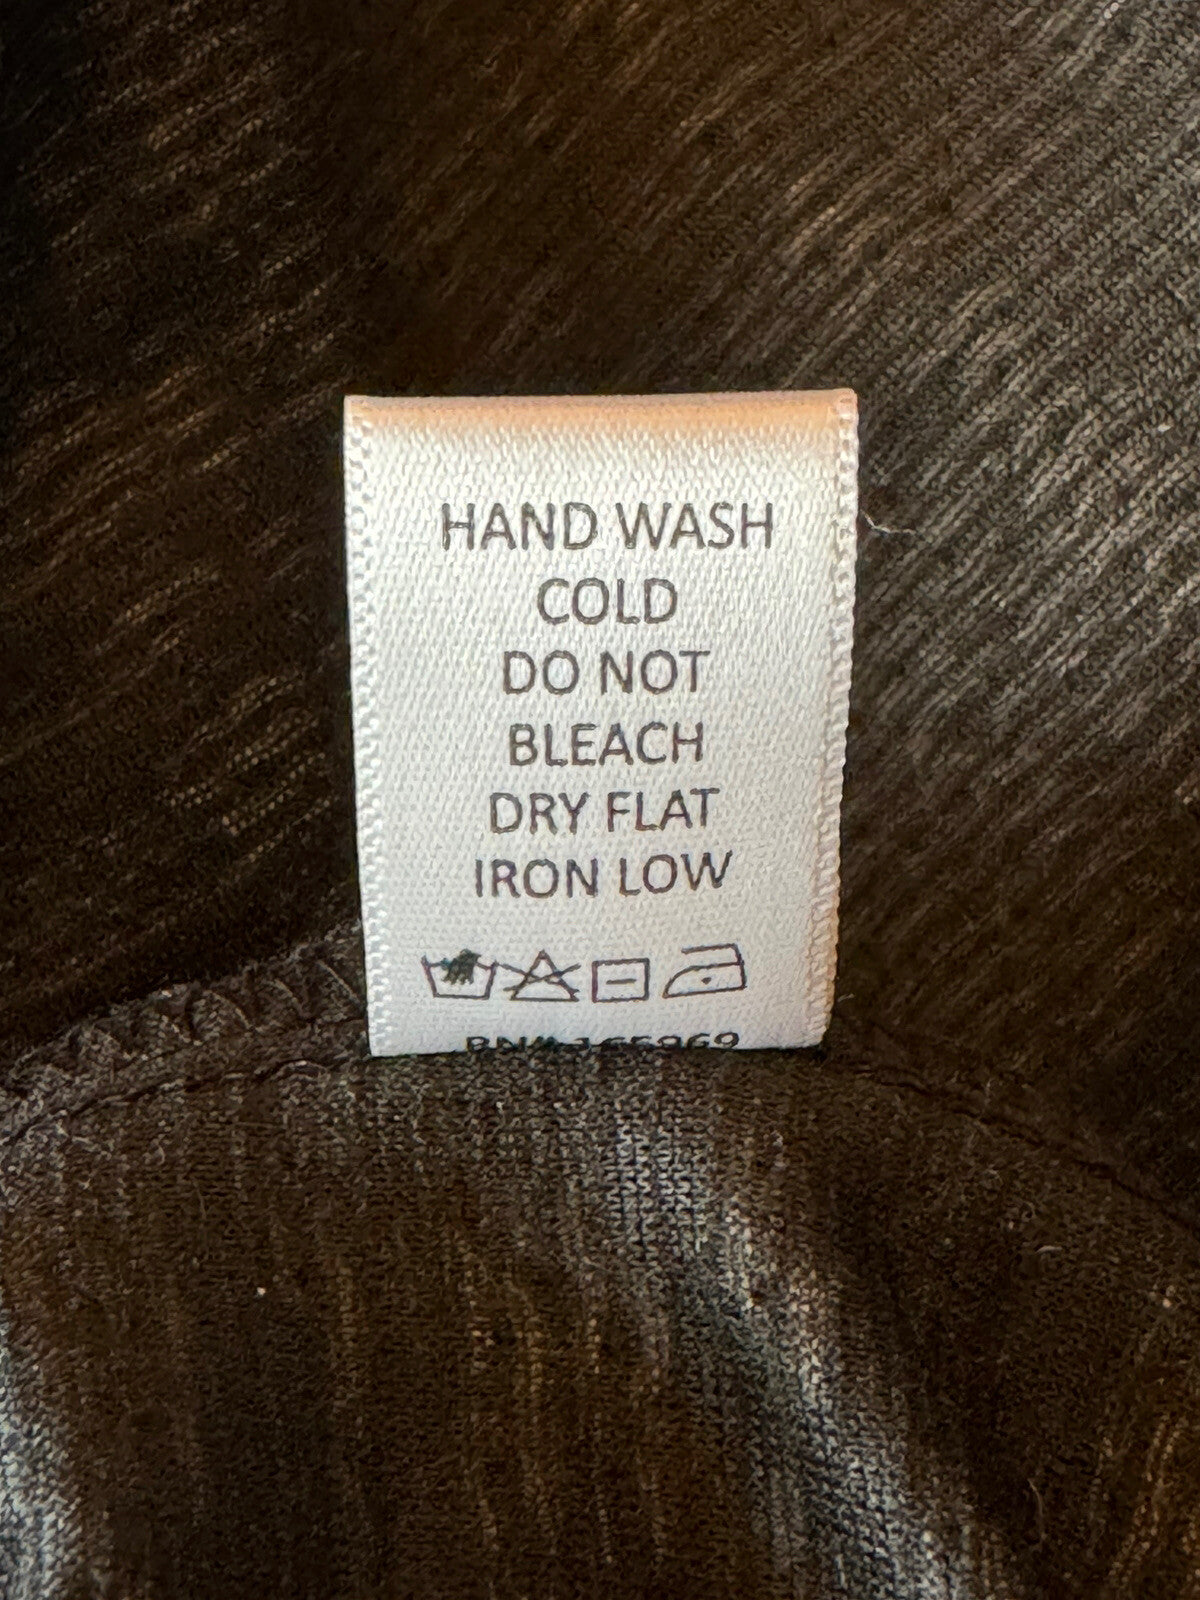 HAND WASH
COLD
DO NOT
BLEACH
DRY FLAT
IRON LOW